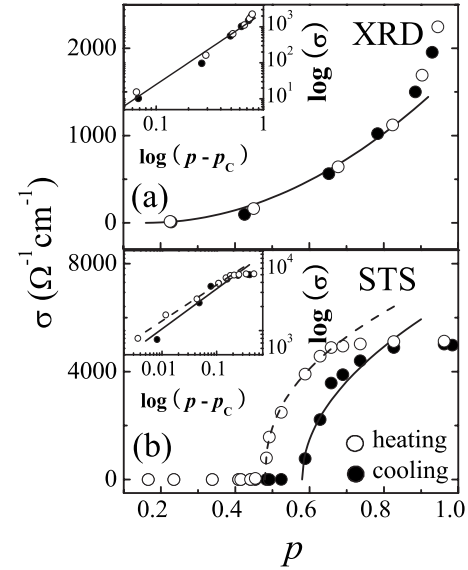 2000
1000
0
σ (Ω⁻¹cm⁻¹)
XRD
(a)
10³
10²
10¹
log (σ)
0.1
1
log (p - p_C)
8000
4000
0
STS
(b)
10⁴
10³
log (σ)
0.01
0.1
log (p - p_C)
heating
cooling
0.2
0.4
0.6
0.8
1.0
p